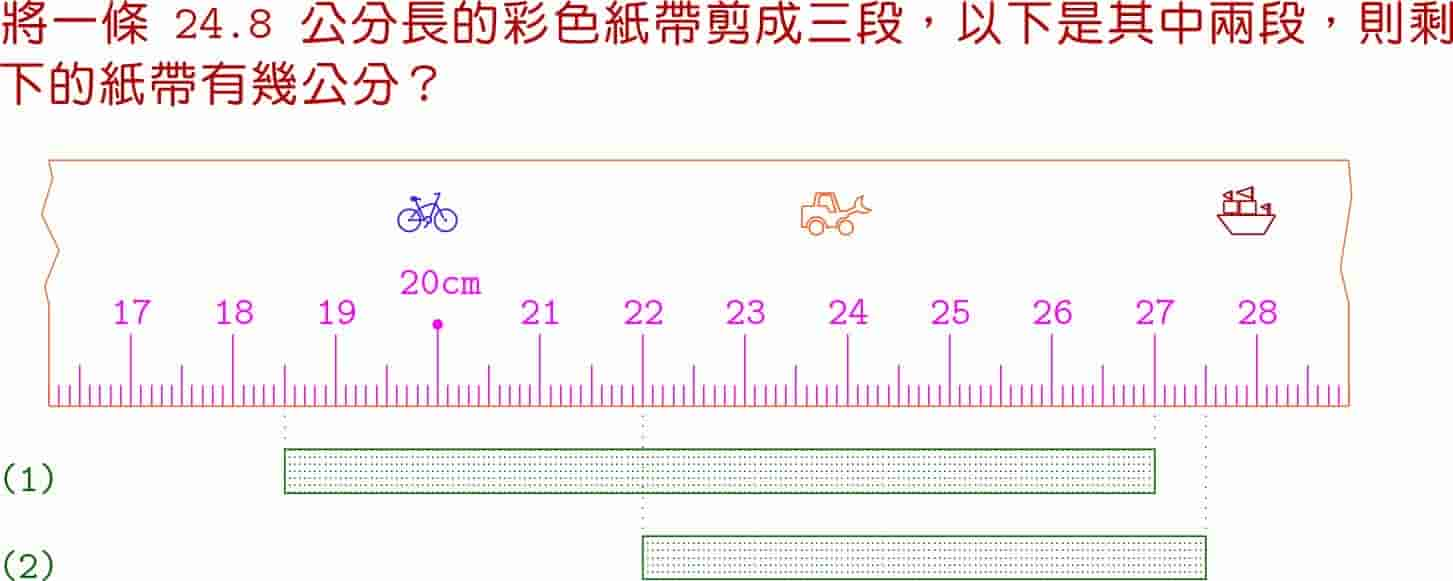 將一條 24.8 公分長的彩色紙帶剪成三段，以下是其中兩段，則剩
下的紙帶有幾公分？
20cm
17 18 19 21 22 23 24 25 26 27 28
(1)
(2)